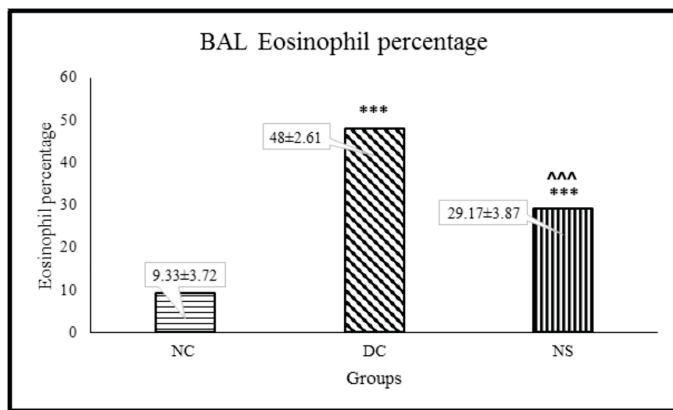 BAL Eosinophil percentage
Eosinophil percentage
60
50
40
30
20
10
0
9.33±3.72
48±2.61
***
29.17±3.87
^^^
***
NC
DC
NS
Groups